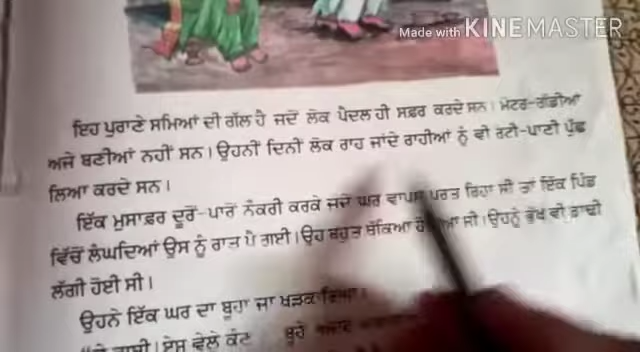 Made with KINEMASTER
ਇਹ ਪੁਰਾਣੇ ਸਮਿਆਂ ਦੀ ਗੱਲ ਹੈ ਜਦੋਂ ਲੋਕ ਪੈਦਲ ਹੀ ਸਫ਼ਰ ਕਰਦੇ ਸਨ। ਮੋਟਰ-ਗੱਡੀਆਂ
ਅਜੇ ਬਣੀਆਂ ਨਹੀਂ ਸਨ। ਉਹਨੀਂ ਦਿਨੀਂ ਲੋਕ ਰਾਹ ਜਾਂਦੇ ਰਾਹੀਆਂ ਨੂੰ ਵੀ ਰੋਟੀ-ਪਾਣੀ ਪੁੱਛ
ਲਿਆ ਕਰਦੇ ਸਨ।
ਇੱਕ ਮੁਸਾਫ਼ਰ ਦੂਰੋਂ-ਪਾਰੋਂ ਨੌਕਰੀ ਕਰਕੇ ਜਦੋਂ ਘਰ ਵਾਪਸ ਪਰਤ ਰਿਹਾ ਸੀ ਤਾਂ ਇੱਕ ਪਿੰਡ
ਵਿੱਚੋਂ ਲੰਘਦਿਆਂ ਉਸ ਨੂੰ ਰਾਤ ਪੈ ਗਈ। ਉਹ ਬਹੁਤ ਥੱਕਿਆ ਸੀ। ਉਹਨੂੰ ਭੁੱਖ ਵੀ ਡਾਢੀ
ਲੱਗੀ ਹੋਈ ਸੀ।
ਉਹਨੇ ਇੱਕ ਘਰ ਦਾ ਬੂਹਾ ਜਾ ਖੜਕਾਇਆ।
ਇਸ ਵੇਲੇ ਕੌਣ ਬੂਹੇ